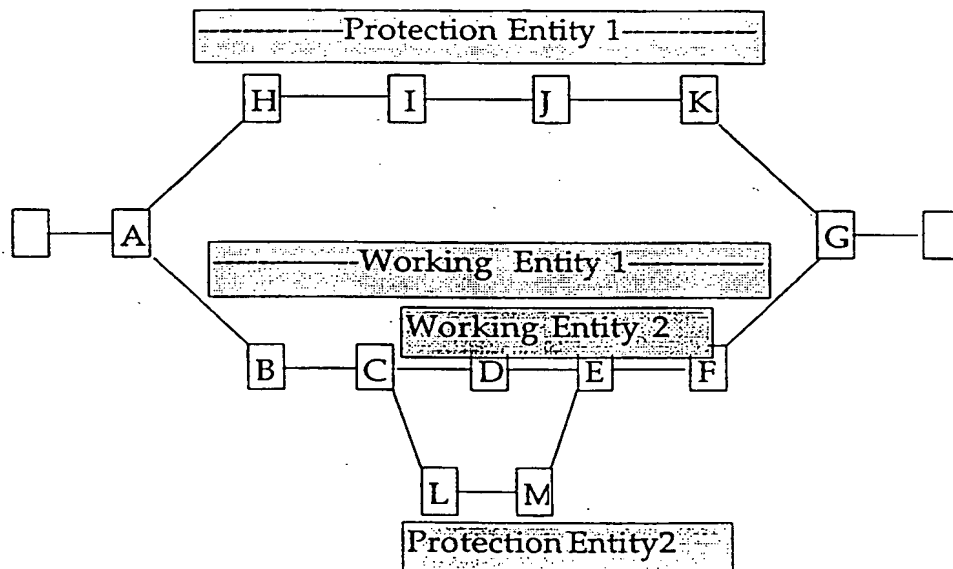 Protection Entity 1
H I J K
A G
Working Entity 1
Working Entity 2
B C D E F
L M
Protection Entity2